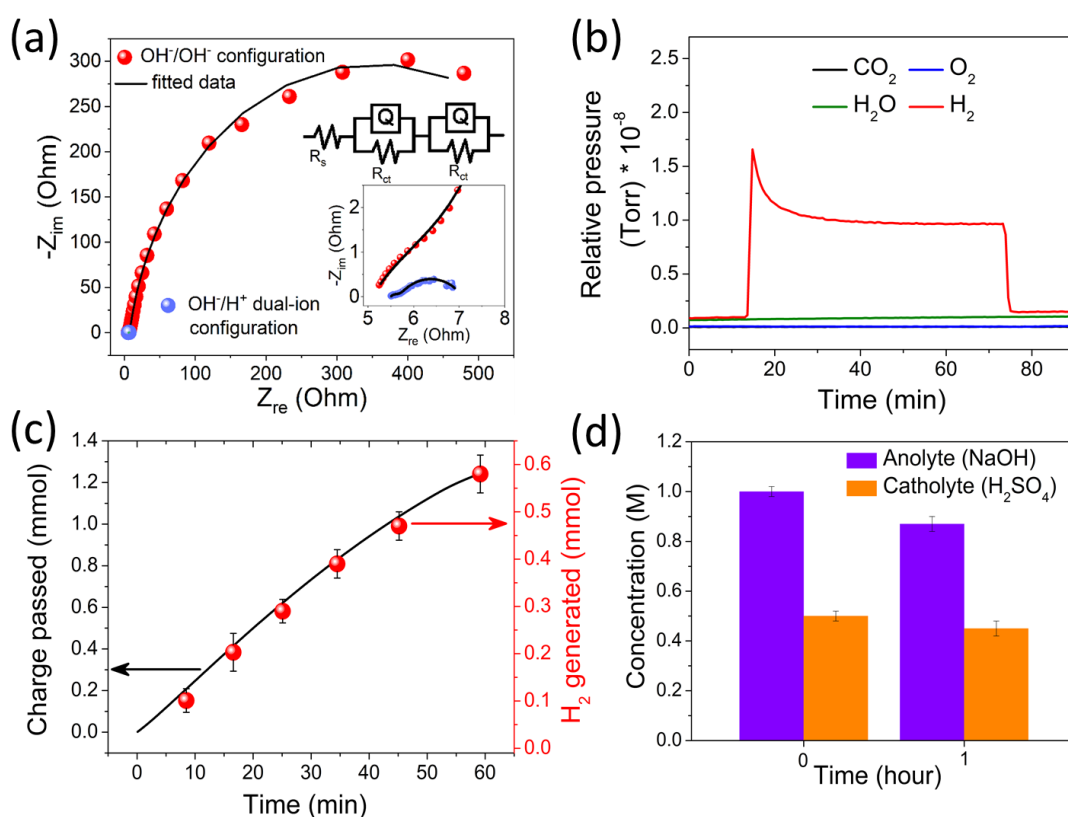 (a)
OH⁻/OH⁻ configuration
fitted data
300
250
200
150
100
50
0
-Z_im (Ohm)
Q Q
R_s R_ct R_ct
2
1
0
-Z_im (Ohm)
5 6 7 8
Z_re (Ohm)
OH⁻/H⁺ dual-ion
configuration
0 100 200 300 400 500
Z_re (Ohm)
(b)
CO₂ O₂
H₂O H₂
2.5
2.0
1.5
1.0
0.5
0.0
Relative pressure
(Torr) * 10⁻⁸
0 20 40 60 80
Time (min)
(c)
1.4
1.2
1.0
0.8
0.6
0.4
0.2
0.0
Charge passed (mmol)
0.6
0.5
0.4
0.3
0.2
0.1
0.0
H₂ generated (mmol)
0 10 20 30 40 50 60
Time (min)
(d)
Anolyte (NaOH)
Catholyte (H₂SO₄)
1.2
1.0
0.8
0.6
0.4
0.2
0.0
Concentration (M)
0 1
Time (hour)